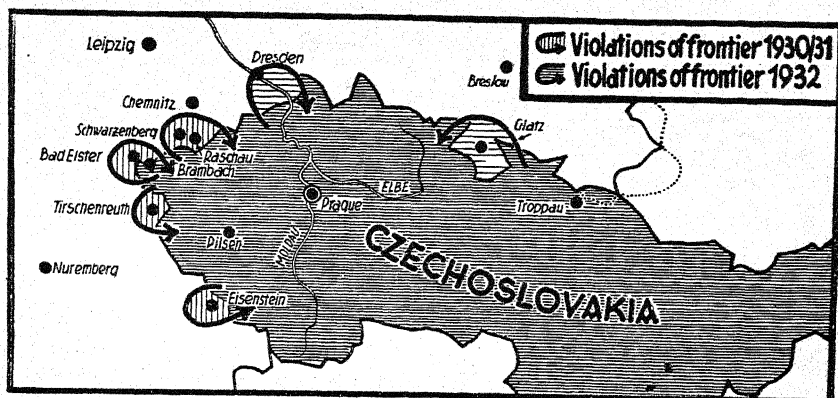 Violations of frontier 1930/31
Violations of frontier 1932
Leipzig
Dresden
Breslau
Chemnitz
Schwarzenberg
Raschau
Bad Elster
Brambach
Glatz
Tirschenreuth
ELBE
Prague
Troppau
Pilsen
MOLDAU
Nuremberg
CZECHOSLOVAKIA
Eisenstein